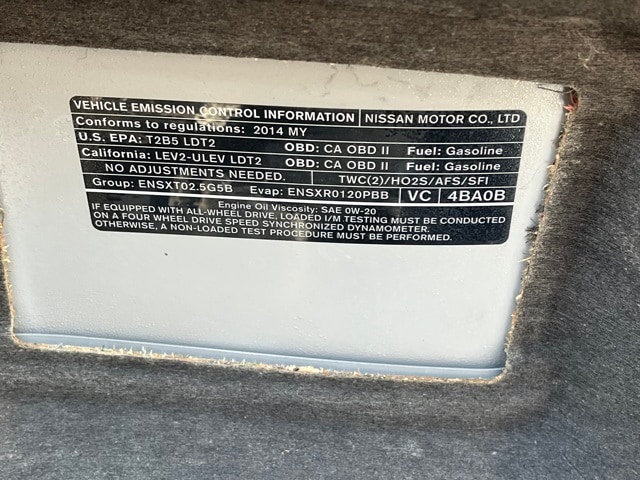 VEHICLE EMISSION CONTROL INFORMATION NISSAN MOTOR CO., LTD
Conforms to regulations: 2014 MY
U.S. EPA: T2B5 LDT2 OBD: CA OBD II Fuel: Gasoline
California: LEV2-ULEV LDT2 OBD: CA OBD II Fuel: Gasoline
NO ADJUSTMENTS NEEDED. TWC(2)/HO2S/AFS/SFI
Group: ENSXT02.5G5B Evap: ENSXR0120PBB VC 4BA0B
Engine Oil Viscosity: SAE 0W-20
IF EQUIPPED WITH ALL-WHEEL DRIVE, LOADED I/M TESTING MUST BE CONDUCTED
ON A FOUR WHEEL DRIVE SPEED SYNCHRONIZED DYNAMOMETER.
OTHERWISE, A NON-LOADED TEST PROCEDURE MUST BE PERFORMED.